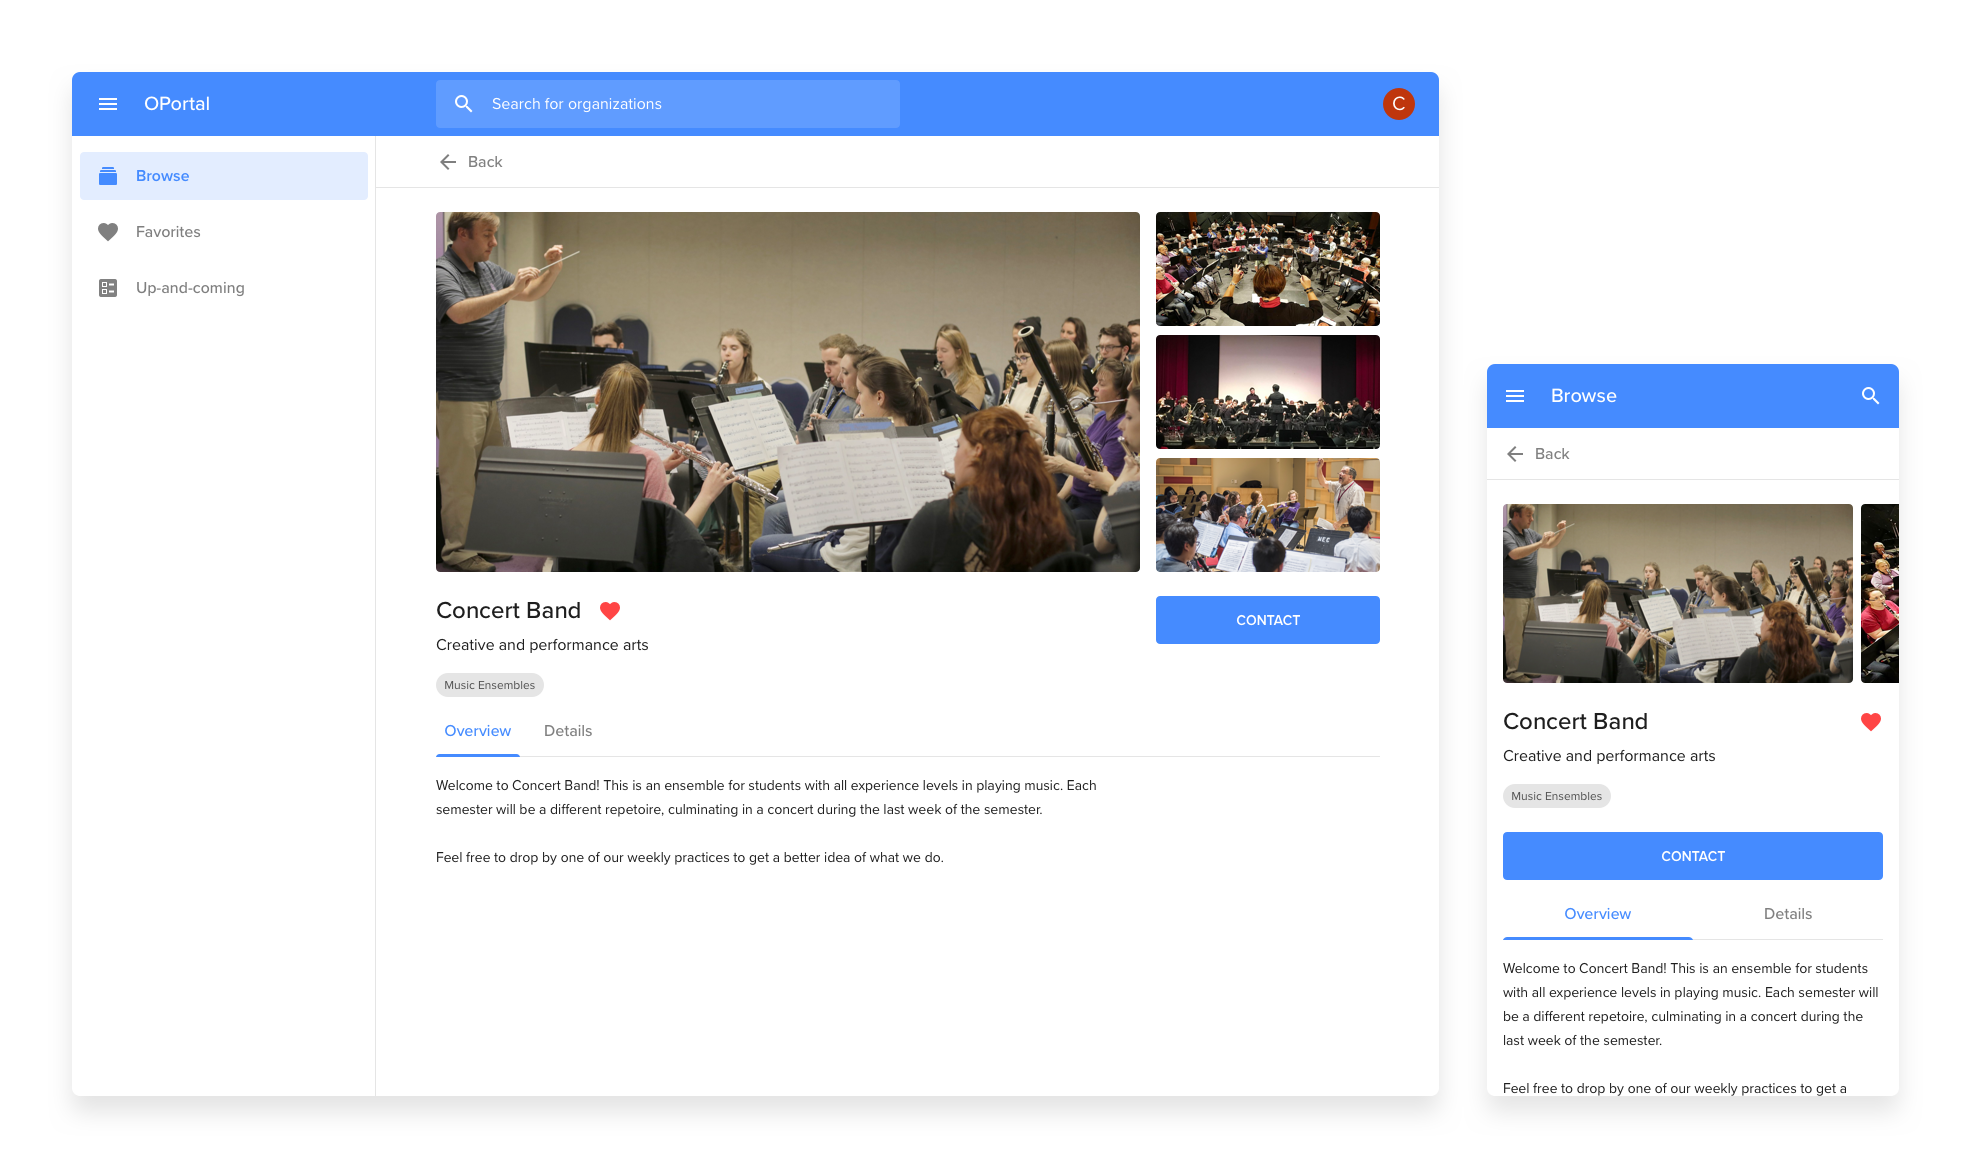 OPortal
Search for organizations
C
Browse
Favorites
Up-and-coming
Back
Concert Band
Creative and performance arts
Music Ensembles
CONTACT
Overview
Details
Welcome to Concert Band! This is an ensemble for students with all experience levels in playing music. Each
semester will be a different repetoire, culminating in a concert during the last week of the semester.
Feel free to drop by one of our weekly practices to get a better idea of what we do.
NEC
Browse
Back
Concert Band
Creative and performance arts
Music Ensembles
CONTACT
Overview
Details
Welcome to Concert Band! This is an ensemble for students
with all experience levels in playing music. Each semester will
be a different repetoire, culminating in a concert during the
last week of the semester.
Feel free to drop by one of our weekly practices to get a